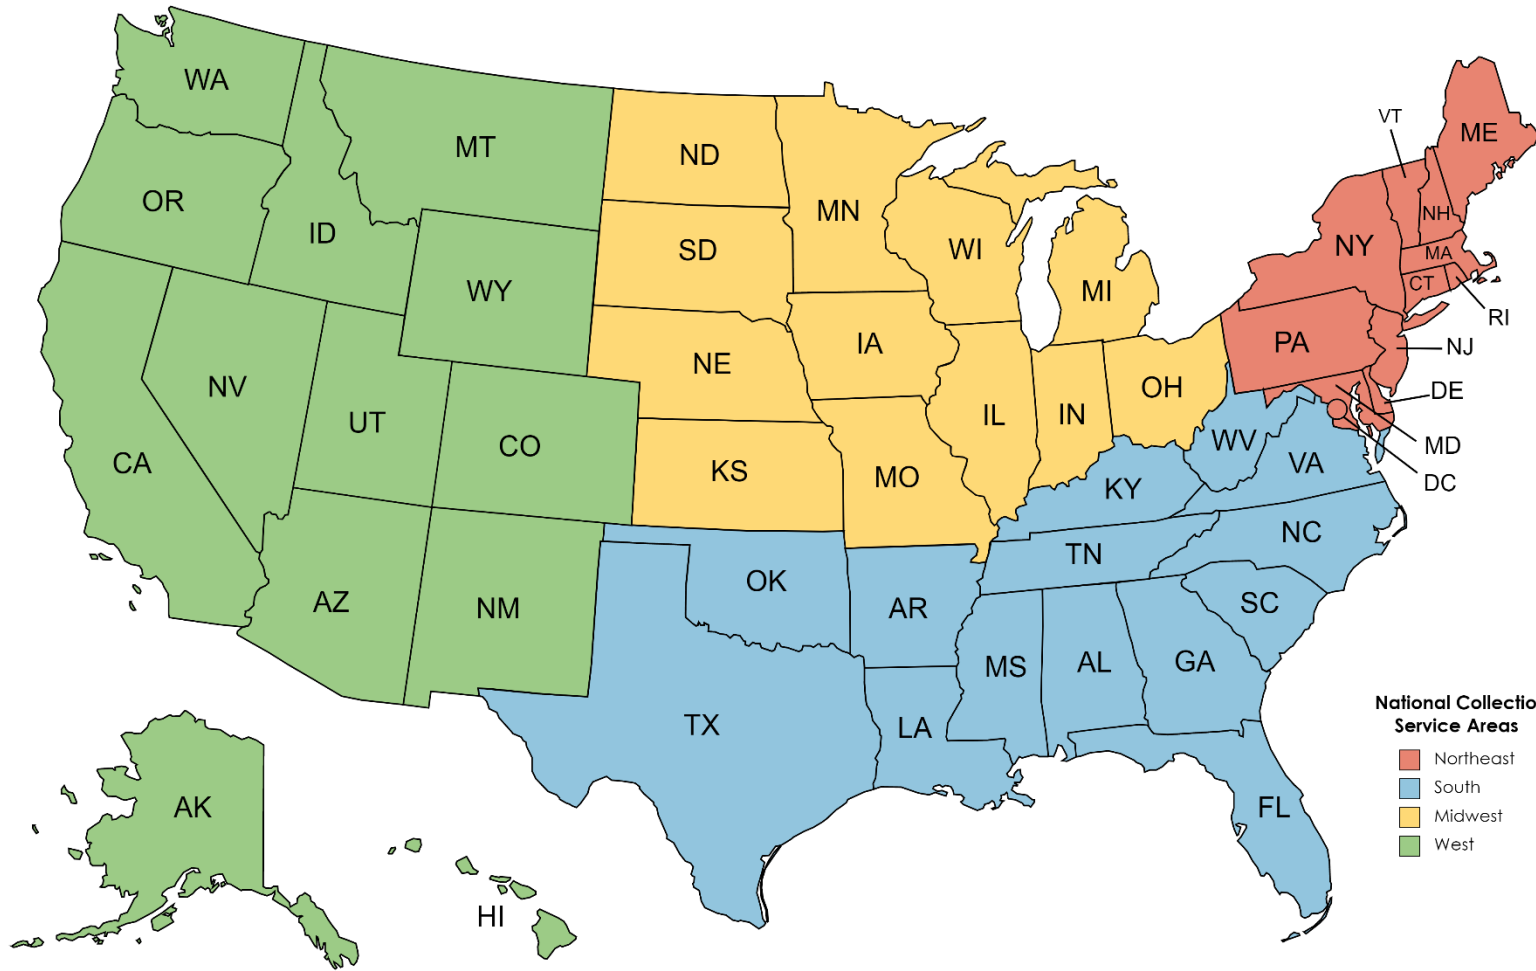 WA
MT
ND
VT
ME
OR
ID
MN
NH
SD
WI
NY
MA
WY
MI
CT
RI
IA
PA
NJ
NV
NE
OH
DE
UT
CO
IL
IN
WV
MD
CA
KS
MO
KY
VA
DC
TN
NC
AZ
NM
OK
AR
SC
MS
AL
GA
TX
LA
National Collectio
Service Areas
Northeast
South
Midwest
West
AK
FL
HI